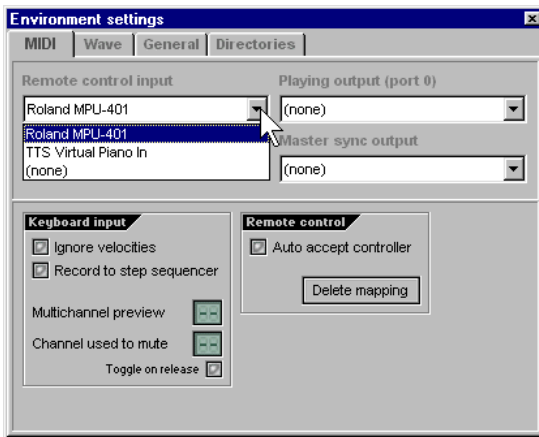 Environment settings
MIDI Wave General Directories
Remote control input
Playing output (port 0)
Roland MPU-401
(none)
Roland MPU-401
TTS Virtual Piano In
(none)
Master sync output
(none)
Keyboard input
Ignore velocities
Record to step sequencer
Multichannel preview
--
Channel used to mute
--
Toggle on release
Remote control
Auto accept controller
Delete mapping